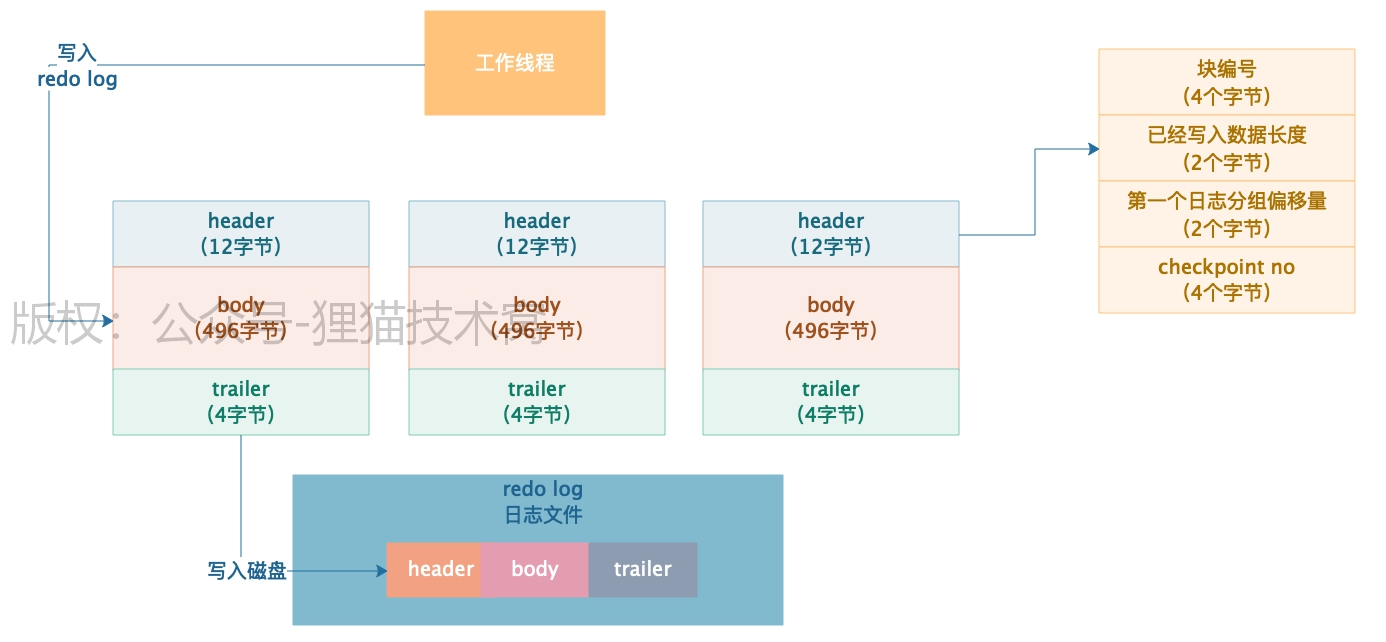 工作线程
写入
redo log
块编号
(4个字节)
已经写入数据长度
(2个字节)
第一个日志分组偏移量
(2个字节)
checkpoint no
(4个字节)
header
(12字节)
body
(496字节)
trailer
(4字节)
header
(12字节)
body
(496字节)
trailer
(4字节)
header
(12字节)
body
(496字节)
trailer
(4字节)
版权：公众号-狸猫技术窝
redo log
日志文件
写入磁盘
header
body
trailer